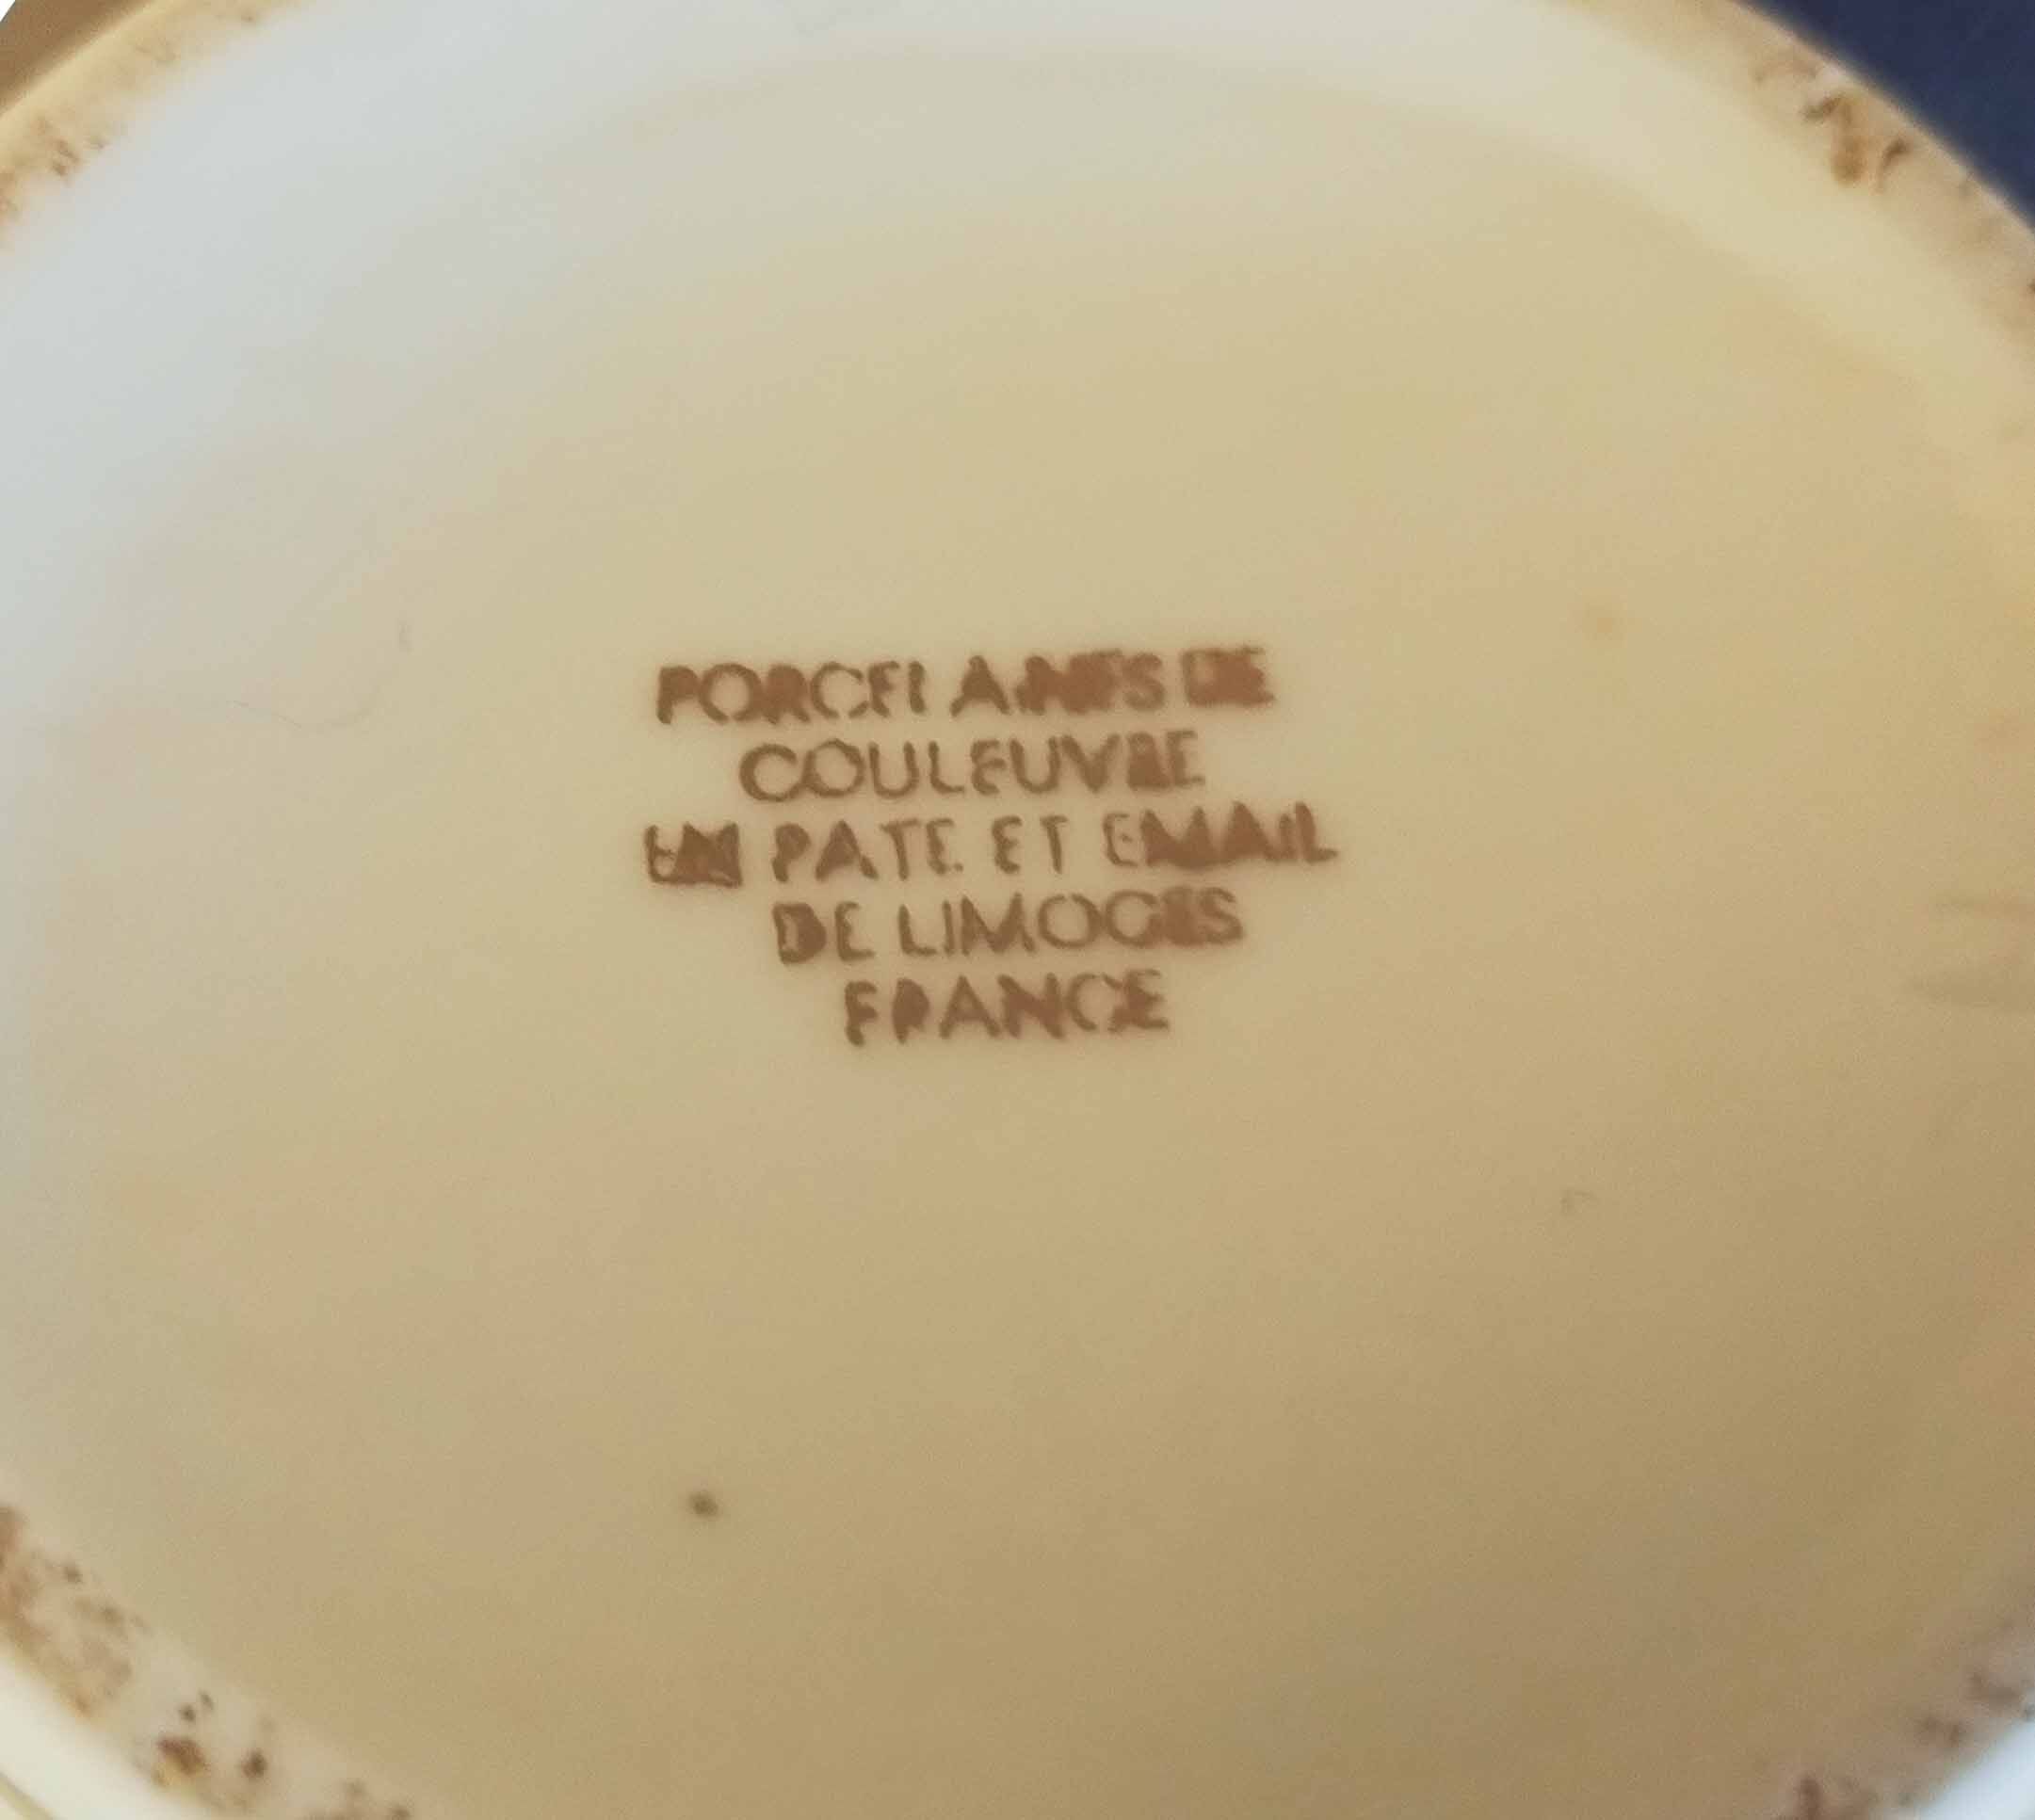 PORCELAINES DE
COULEUVRE
EN PATE ET EMAIL
DE LIMOGES
FRANCE